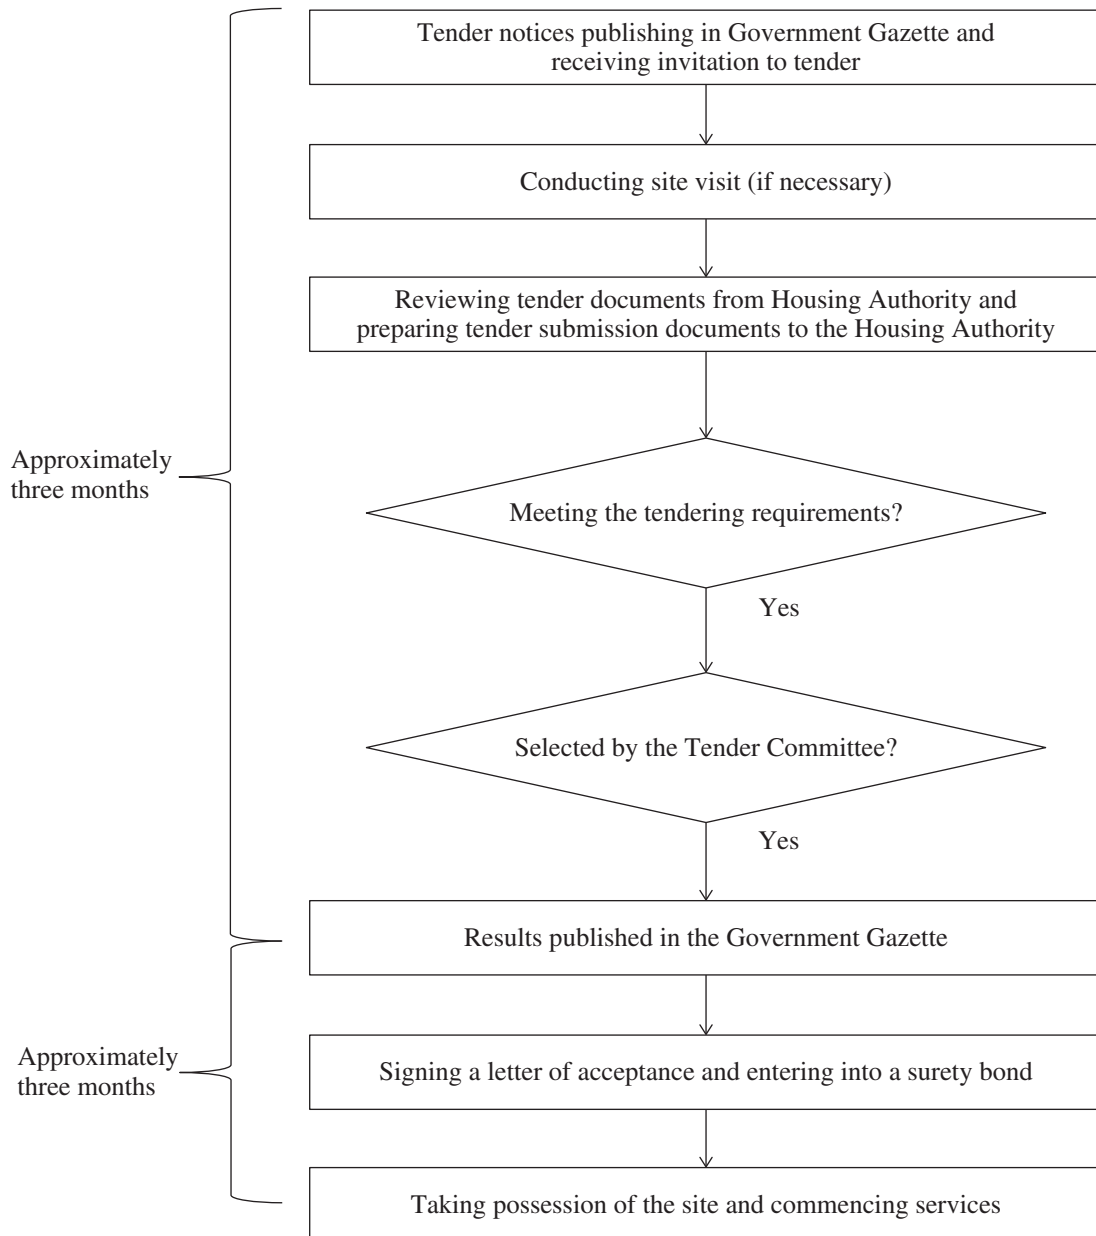 Tender notices publishing in Government Gazette and
receiving invitation to tender
Conducting site visit (if necessary)
Reviewing tender documents from Housing Authority and
preparing tender submission documents to the Housing Authority
Approximately
three months
Meeting the tendering requirements?
Yes
Selected by the Tender Committee?
Yes
Results published in the Government Gazette
Approximately
three months
Signing a letter of acceptance and entering into a surety bond
Taking possession of the site and commencing services